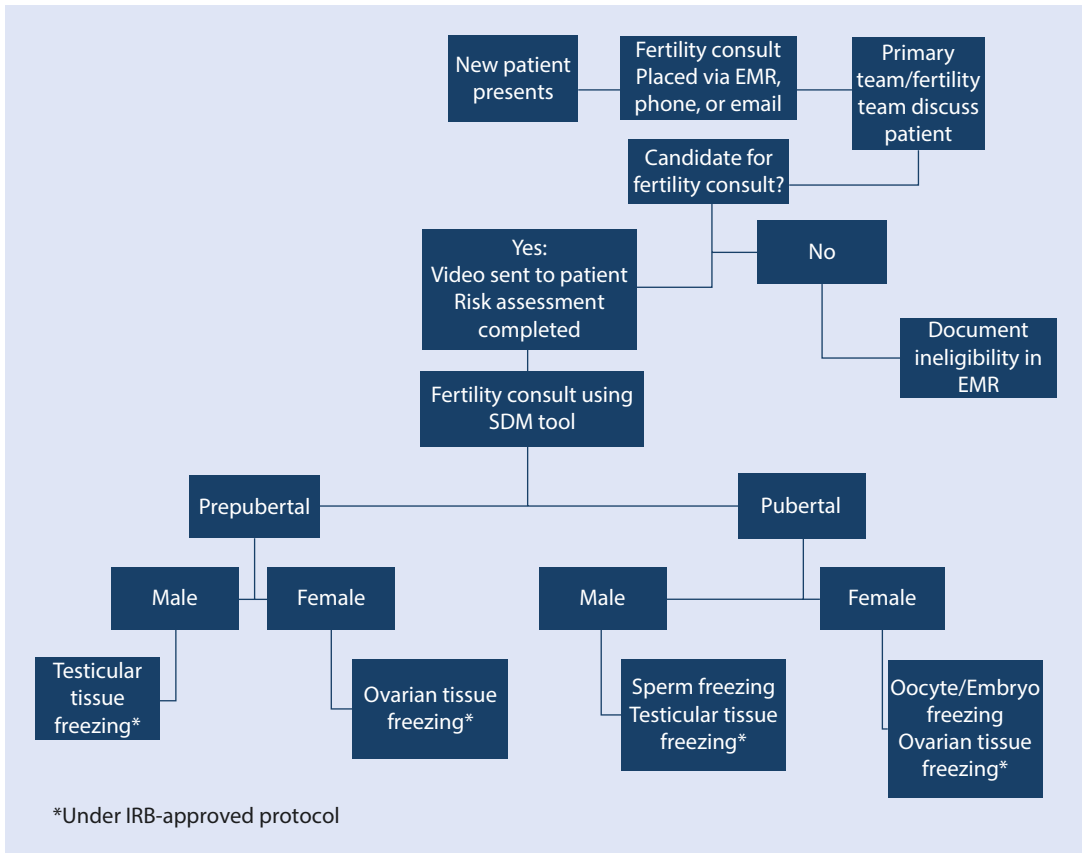 New patient
presents
Fertility consult
Placed via EMR,
phone, or email
Primary
team/fertility
team discuss
patient
Candidate for
fertility consult?
Yes:
Video sent to patient
Risk assessment
completed
No
Document
ineligibility in
EMR
Fertility consult using
SDM tool
Prepubertal
Pubertal
Male
Female
Male
Female
Testicular
tissue
freezing*
Ovarian tissue
freezing*
Sperm freezing
Testicular tissue
freezing*
Oocyte/Embryo
freezing
Ovarian tissue
freezing*
*Under IRB-approved protocol